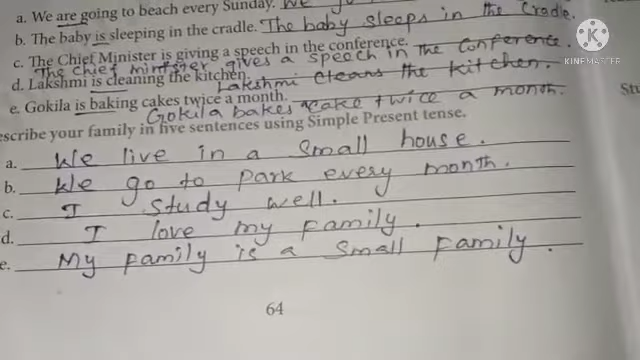 a. We are going to beach every Sunday. We go
b. The baby is sleeping in the cradle. The baby sleeps in the Cradle.
c. The Chief Minister is giving a speech in the conference.
The chief minister gives a speech in the Conference.
d. Lakshmi is cleaning the kitchen. Lakshmi cleans the kitchen.
e. Gokila is baking cakes twice a month.
Gokila bakes cake twice a month.
escribe your family in five sentences using Simple Present tense.
a. We live in a small house.
b. We go to park every month.
c. I study well.
d. I love my family.
e. My family is a small family.
64
Stu
K
KINEMASTER